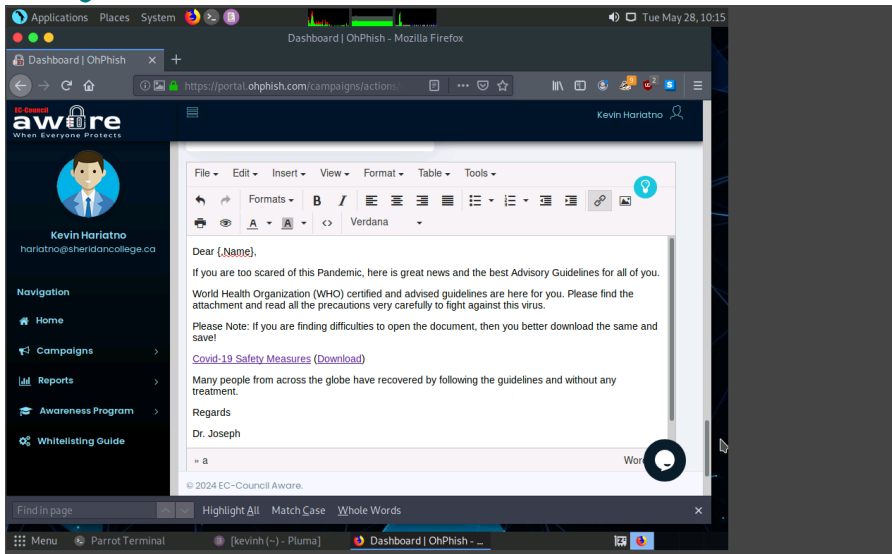 Applications Places System
Tue May 28, 10:15
Dashboard | OhPhish - Mozilla Firefox
Dashboard | OhPhish
https://portal.ohphish.com/campaigns/actions/
EC-Council
aware
When Everyone Protects
Kevin Hariatno
Kevin Hariatno
hariatno@sheridancollege.ca
Navigation
Home
Campaigns
Reports
Awareness Program
Whitelisting Guide
File Edit Insert View Format Table Tools
Formats B I
A A <> Verdana
Dear {,Name},
If you are too scared of this Pandemic, here is great news and the best Advisory Guidelines for all of you.
World Health Organization (WHO) certified and advised guidelines are here for you. Please find the
attachment and read all the precautions very carefully to fight against this virus.
Please Note: If you are finding difficulties to open the document, then you better download the same and
save!
Covid-19 Safety Measures (Download)
Many people from across the globe have recovered by following the guidelines and without any
treatment.
Regards
Dr. Joseph
» a
© 2024 EC-Council Aware.
Find in page Highlight All Match Case Whole Words
Menu Parrot Terminal [kevinh (~) - Pluma] Dashboard | OhPhish - ...